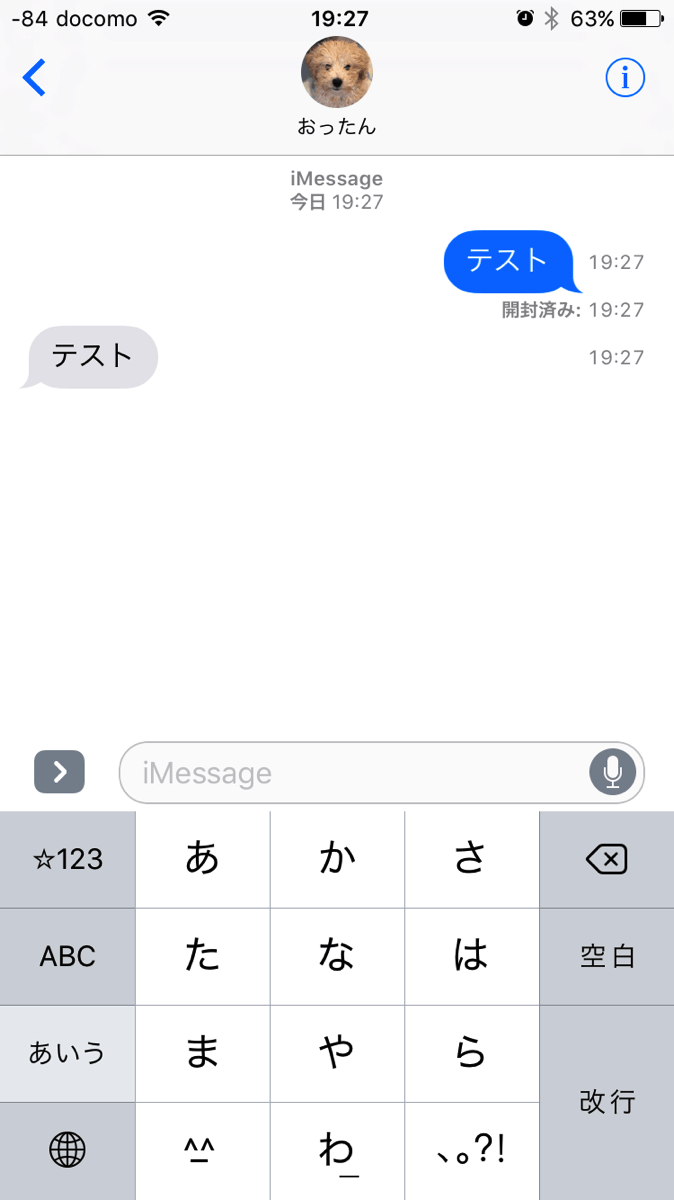 -84 docomo 19:27 63%
おったん
iMessage
今日 19:27
テスト 19:27
開封済み: 19:27
テスト 19:27
iMessage
☆123 あ か さ
ABC た な は 空白
あいう ま や ら
改行
^^ わ 、。?!